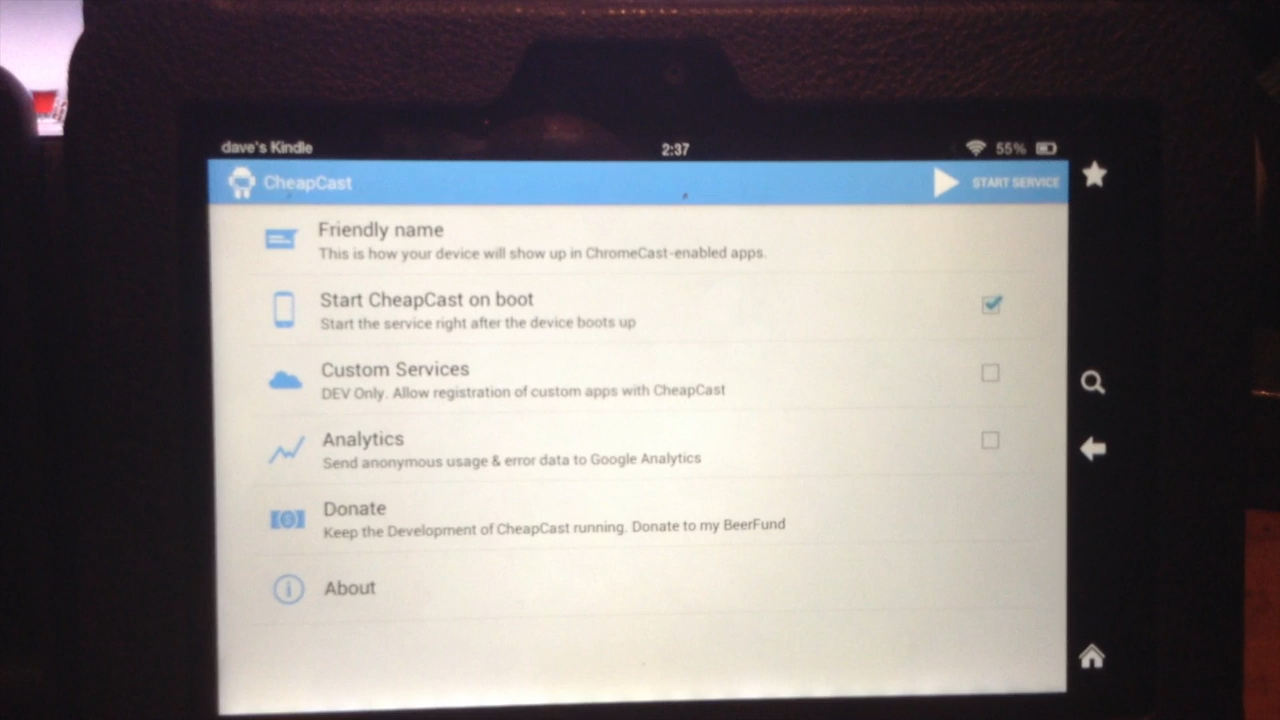 dave's Kindle 2:37 55%
CheapCast START SERVICE
Friendly name
This is how your device will show up in ChromeCast-enabled apps.
Start CheapCast on boot
Start the service right after the device boots up
Custom Services
DEV Only. Allow registration of custom apps with CheapCast
Analytics
Send anonymous usage & error data to Google Analytics
Donate
Keep the Development of CheapCast running. Donate to my BeerFund
About